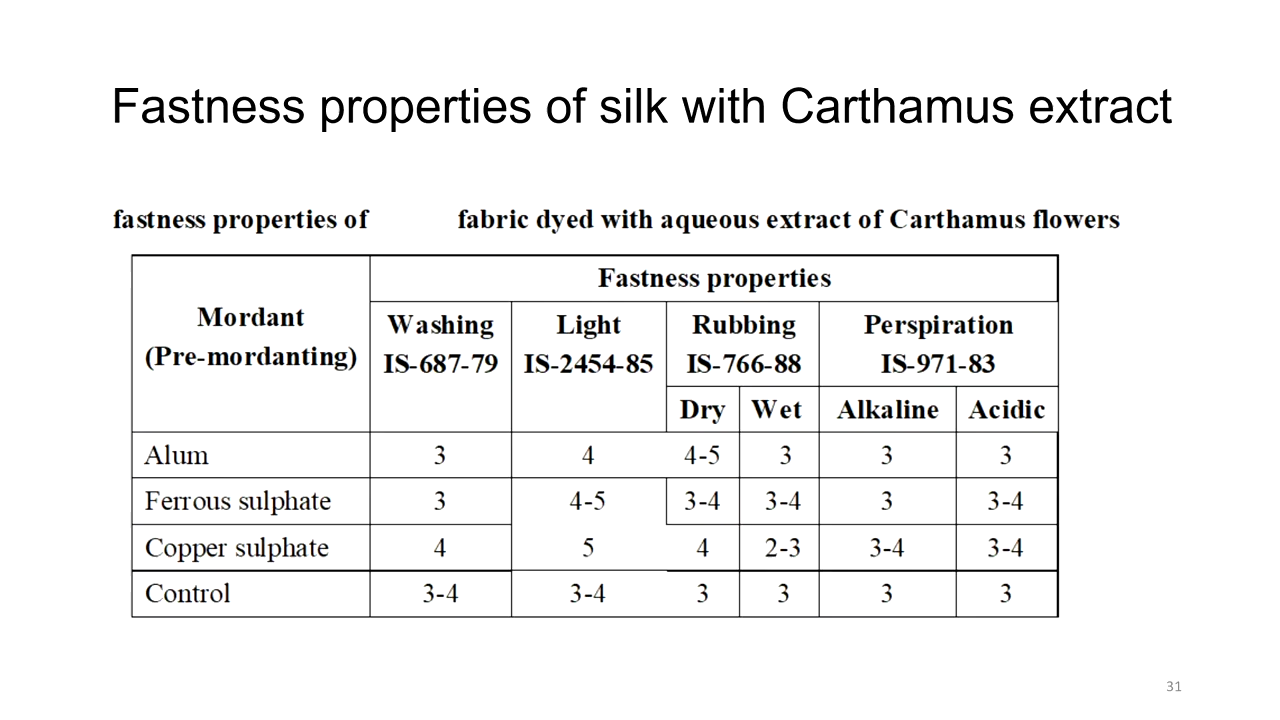 Fastness properties of silk with Carthamus extract
fastness properties of fabric dyed with aqueous extract of Carthamus flowers
Fastness properties
Mordant
(Pre-mordanting)
Washing
IS-687-79
Light
IS-2454-85
Rubbing
IS-766-88
Perspiration
IS-971-83
Dry Wet Alkaline Acidic
Alum 3 4 4-5 3 3 3
Ferrous sulphate 3 4-5 3-4 3-4 3 3-4
Copper sulphate 4 5 4 2-3 3-4 3-4
Control 3-4 3-4 3 3 3 3
31